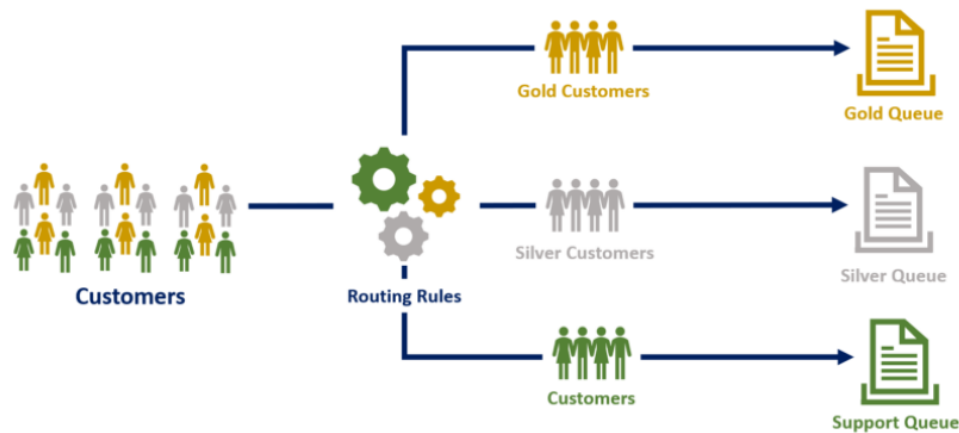 Gold Customers
Gold Queue
Customers
Routing Rules
Silver Customers
Silver Queue
Customers
Support Queue